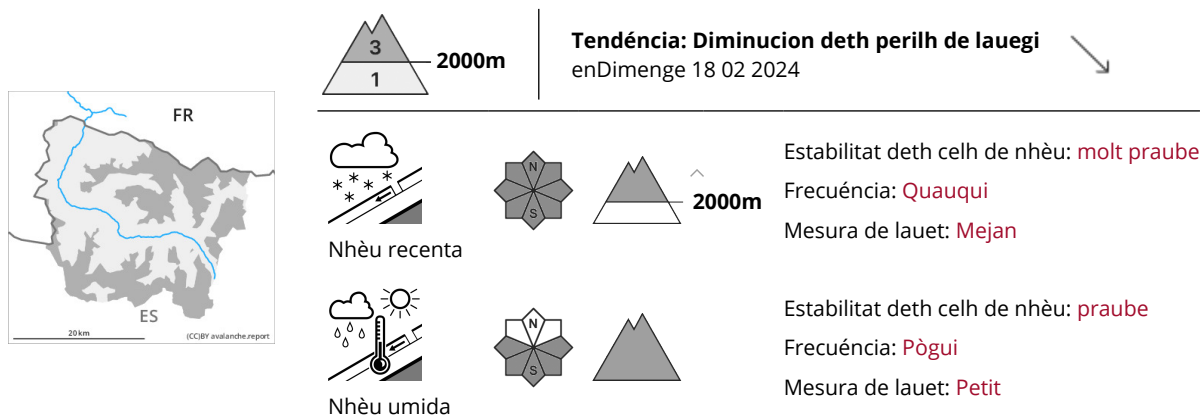 FR
ES
20 km
(CC)BY avalanche.report
3
2000m
1
Tendéncia: Diminucion deth perilh de lauegi
enDimenge 18 02 2024
N
S
2000m
Nhèu recenta
Estabilitat deth celh de nhèu: molt praube
Frecuéncia: Quauqui
Mesura de lauet: Mejan
N
S
Nhèu umida
Estabilitat deth celh de nhèu: praube
Frecuéncia: Pògui
Mesura de lauet: Petit